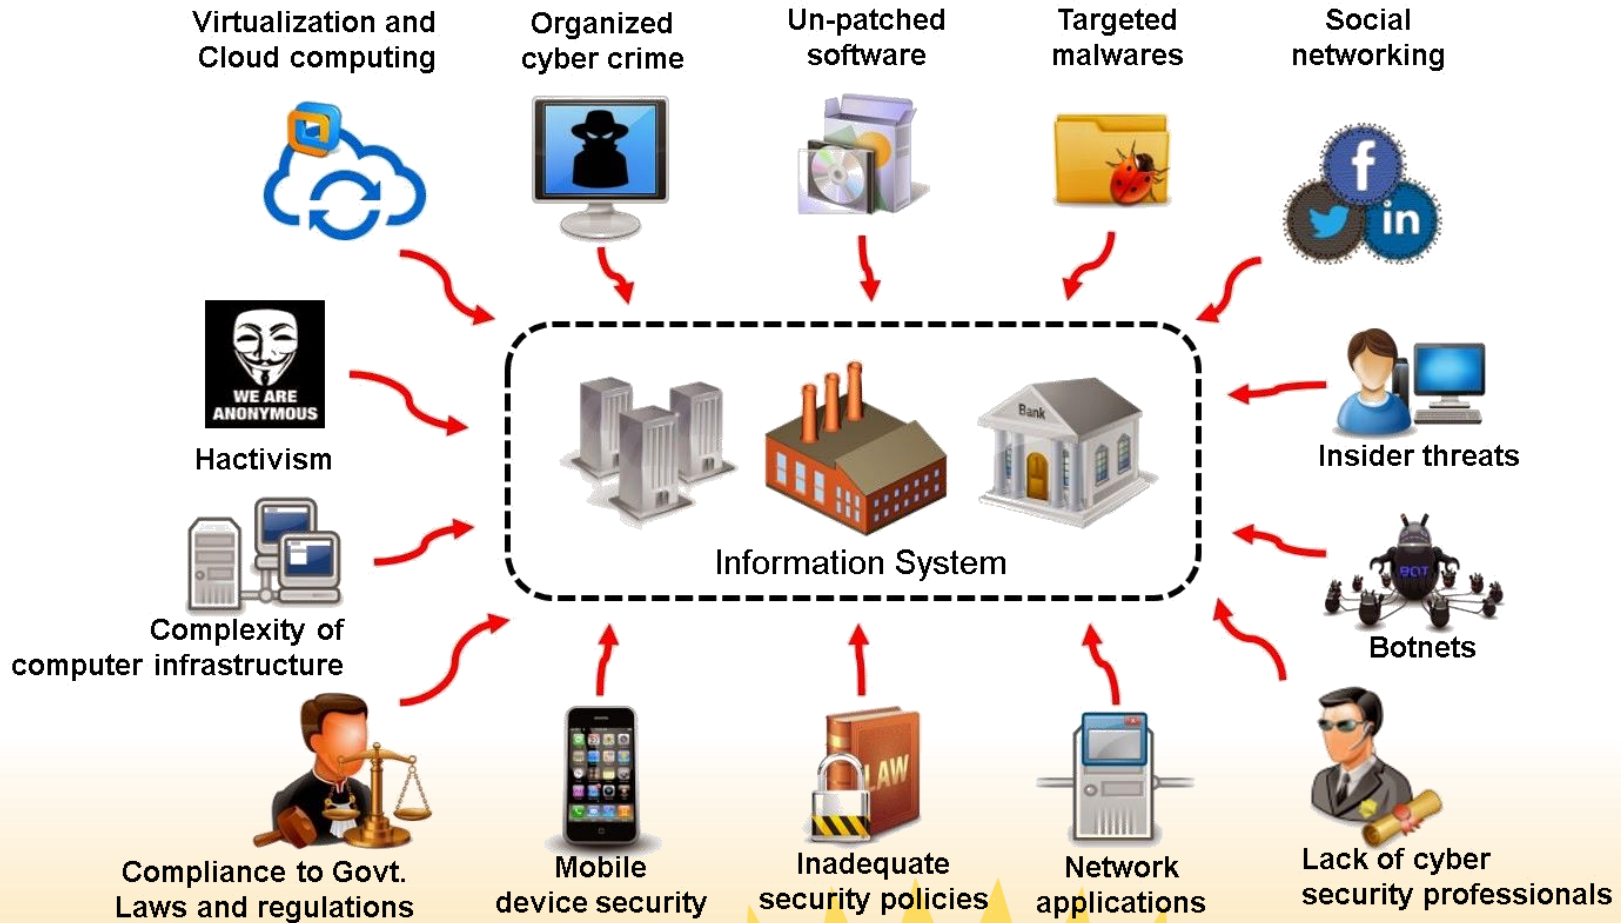 Virtualization and
Cloud computing
Organized
cyber crime
Un-patched
software
Targeted
malwares
Social
networking
f
in
WE ARE
ANONYMOUS
Hactivism
Bank
Information System
Insider threats
Complexity of
computer infrastructure
BOT
Botnets
LAW
Compliance to Govt.
Laws and regulations
Mobile
device security
Inadequate
security policies
Network
applications
Lack of cyber
security professionals